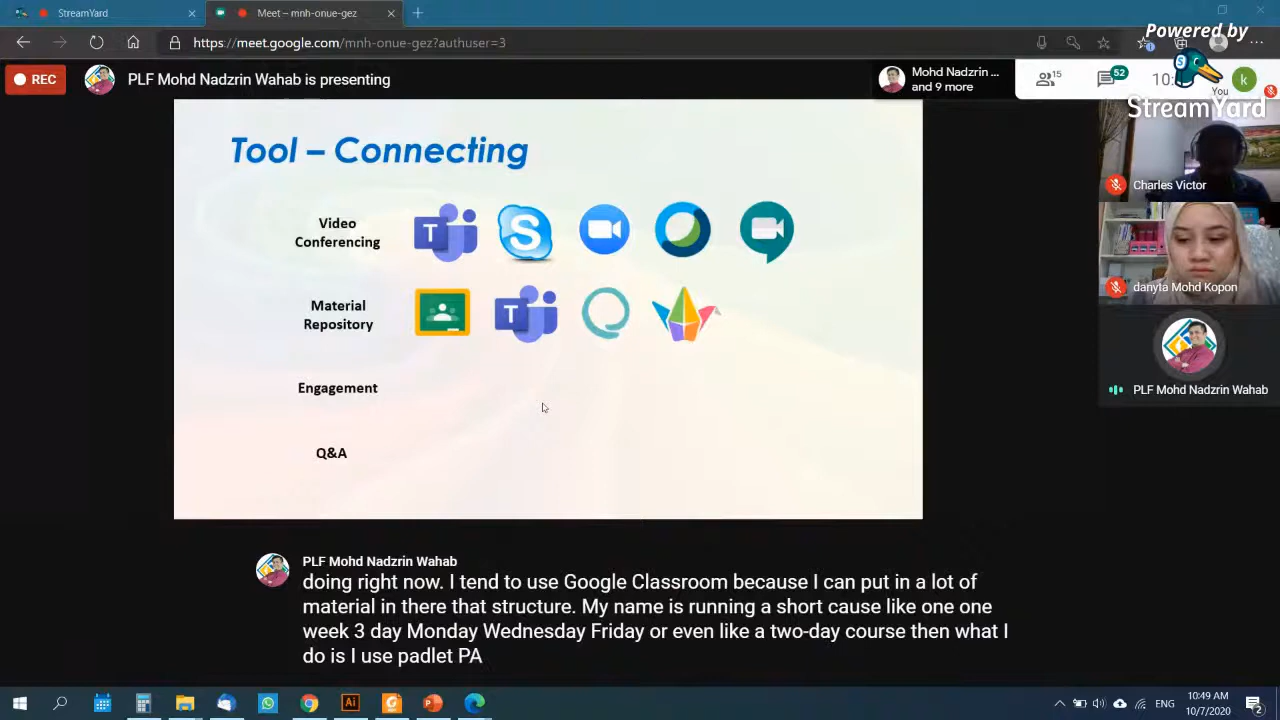 StreamYard
Meet – mnh-onue-gez
https://meet.google.com/mnh-onue-gez?authuser=3
Powered by
StreamYard
REC
PLF Mohd Nadzrin Wahab is presenting
Mohd Nadzrin ...
and 9 more
15
52
10:
You
k
Tool – Connecting
Video
Conferencing
T
S
Material
Repository
T
Engagement
Q&A
Charles Victor
danyta Mohd Kopon
PLF Mohd Nadzrin Wahab
PLF Mohd Nadzrin Wahab
doing right now. I tend to use Google Classroom because I can put in a lot of
material in there that structure. My name is running a short cause like one one
week 3 day Monday Wednesday Friday or even like a two-day course then what I
do is I use padlet PA
Ai
P
ENG
10:49 AM
10/7/2020
2